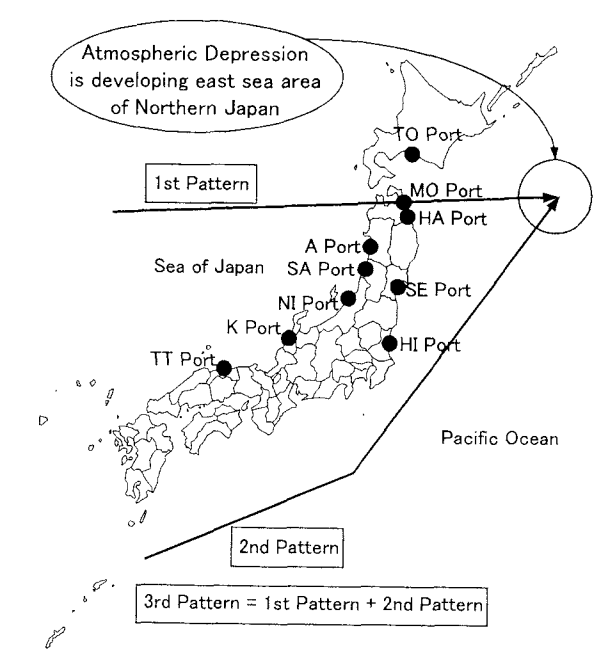 Atmospheric Depression
is developing east sea area
of Northern Japan
TO Port
1st Pattern
MO Port
HA Port
A Port
Sea of Japan
SA Port
SE Port
NI Port
K Port
HI Port
TT Port
Pacific Ocean
2nd Pattern
3rd Pattern = 1st Pattern + 2nd Pattern